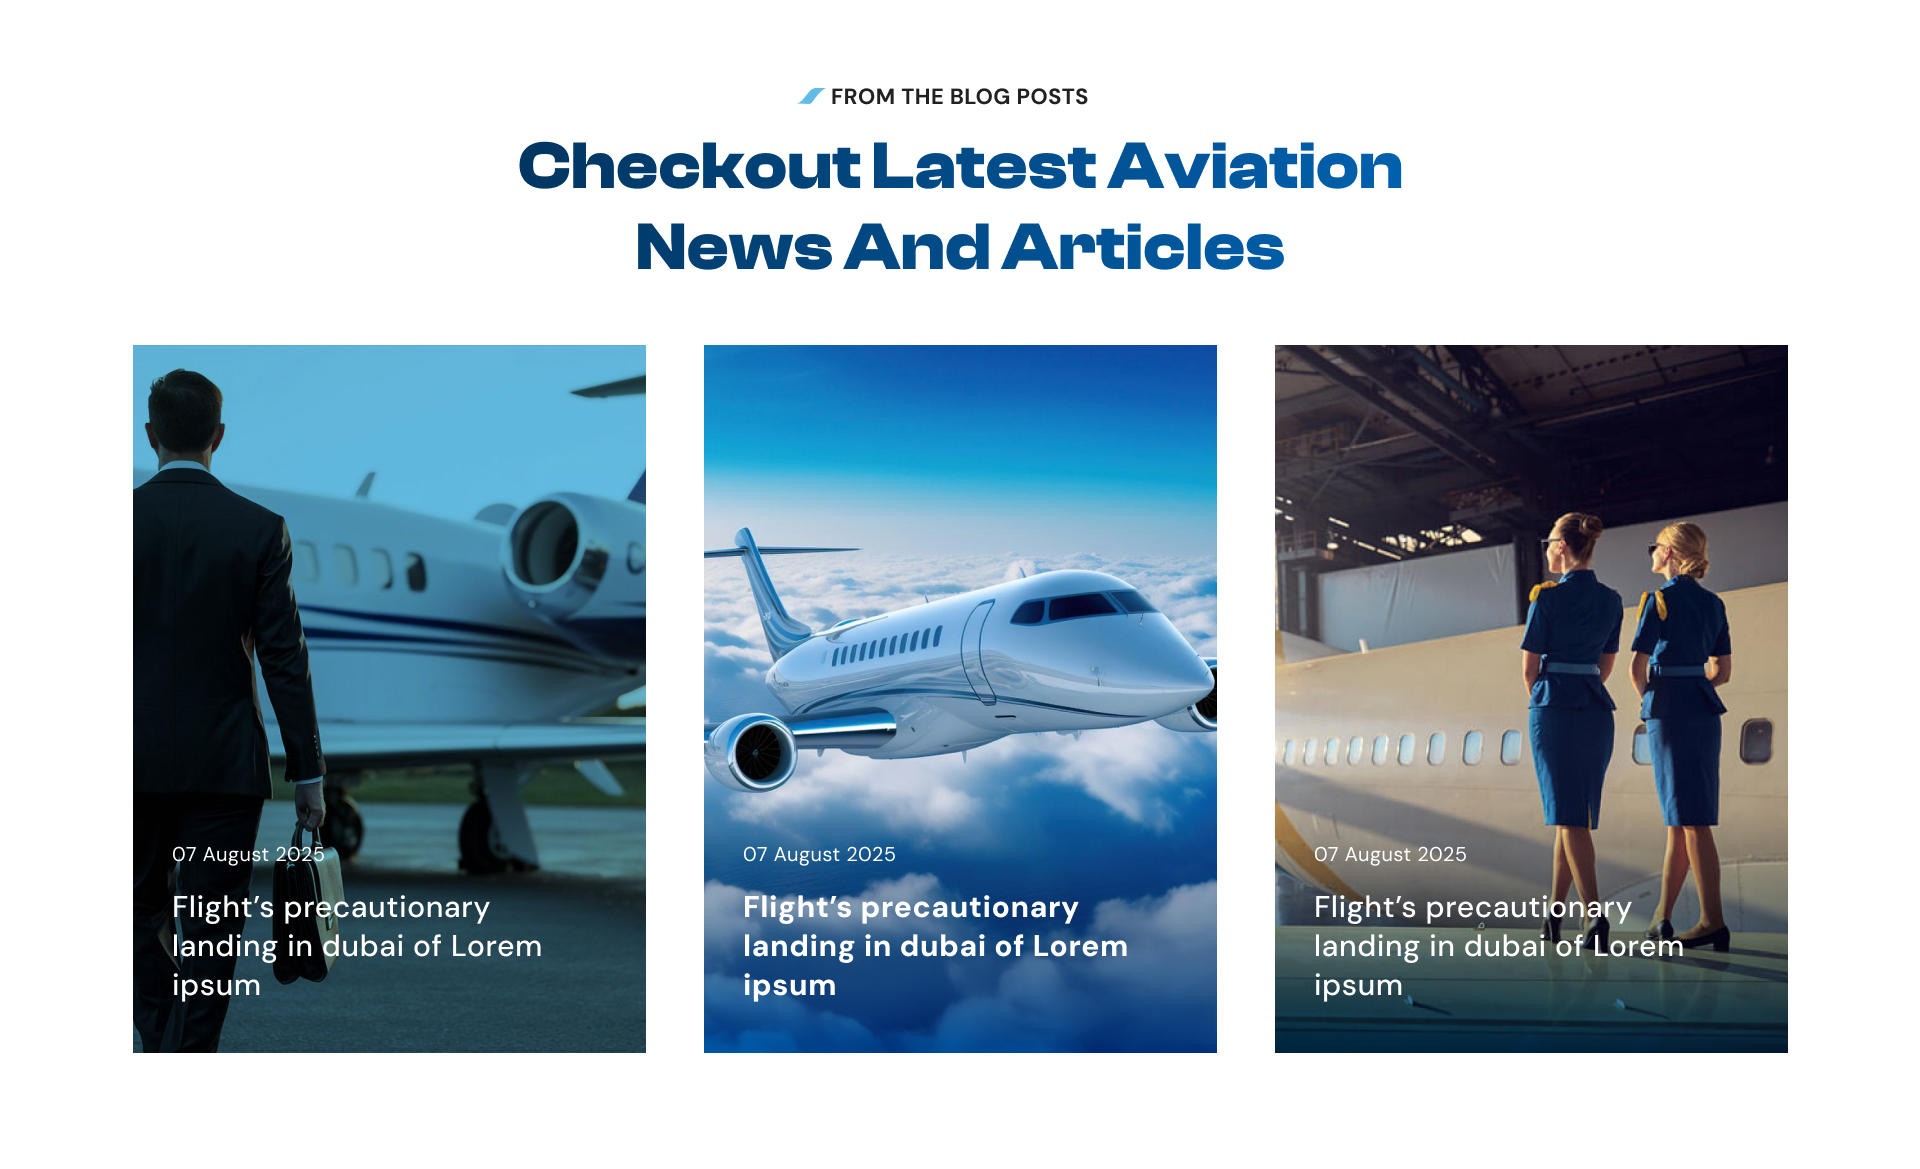 FROM THE BLOG POSTS
Checkout Latest Aviation
News And Articles
07 August 2025
Flight’s precautionary
landing in dubai of Lorem
ipsum
07 August 2025
Flight’s precautionary
landing in dubai of Lorem
ipsum
07 August 2025
Flight’s precautionary
landing in dubai of Lorem
ipsum